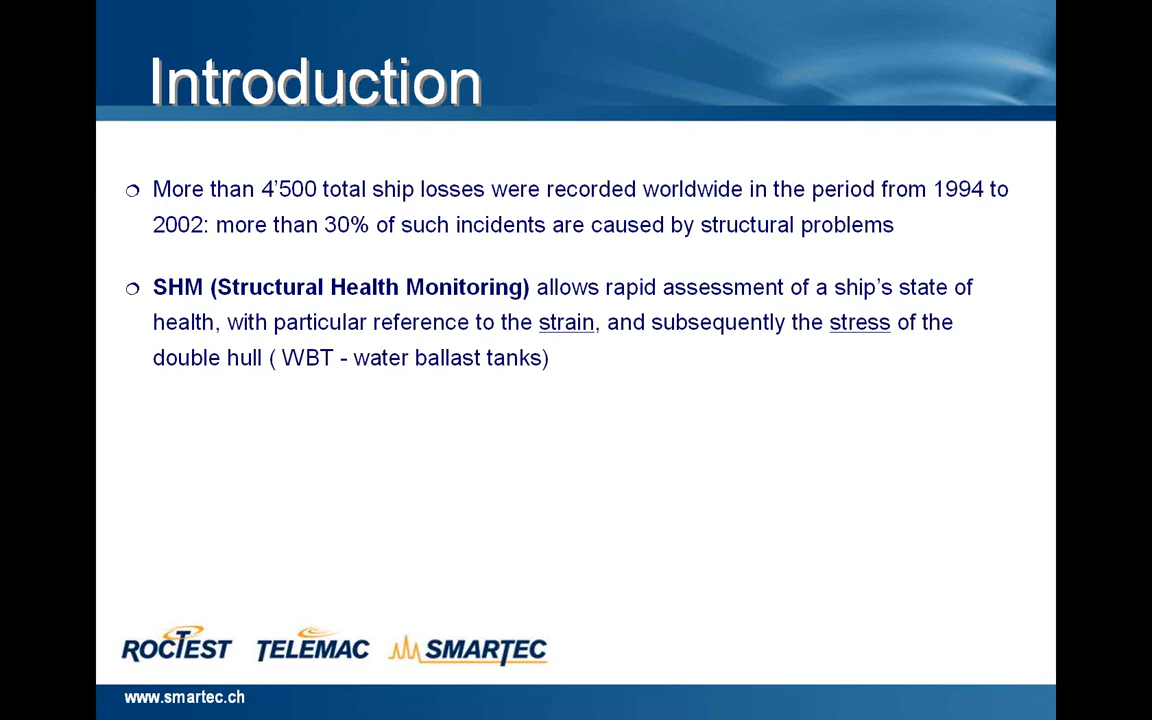 Introduction
More than 4’500 total ship losses were recorded worldwide in the period from 1994 to
2002: more than 30% of such incidents are caused by structural problems
SHM (Structural Health Monitoring) allows rapid assessment of a ship’s state of
health, with particular reference to the strain, and subsequently the stress of the
double hull ( WBT - water ballast tanks)
ROCTEST TELEMAC SMARTEC
www.smartec.ch